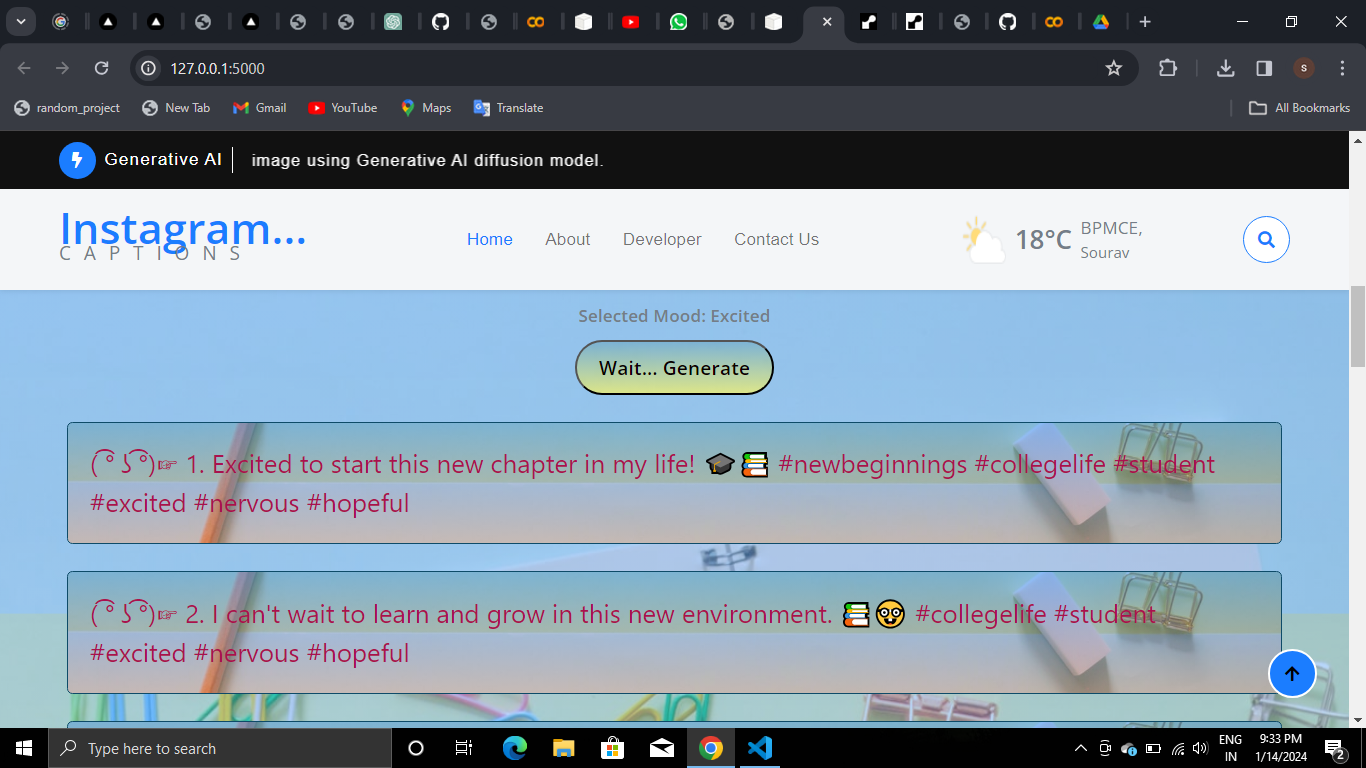 127.0.0.1:5000
S
random_project New Tab Gmail YouTube Maps Translate All Bookmarks
Generative AI image using Generative AI diffusion model.
Instagram...
CAPTIONS
Home About Developer Contact Us
18°C BPMCE,
Sourav
Selected Mood: Excited
Wait... Generate
( ͡° ͜ʖ ͡°)☞ 1. Excited to start this new chapter in my life! 🎓📚 #newbeginnings #collegelife #student
#excited #nervous #hopeful
( ͡° ͜ʖ ͡°)☞ 2. I can't wait to learn and grow in this new environment. 📚🤓 #collegelife #student
#excited #nervous #hopeful
Type here to search
ENG
IN
9:33 PM
1/14/2024
2